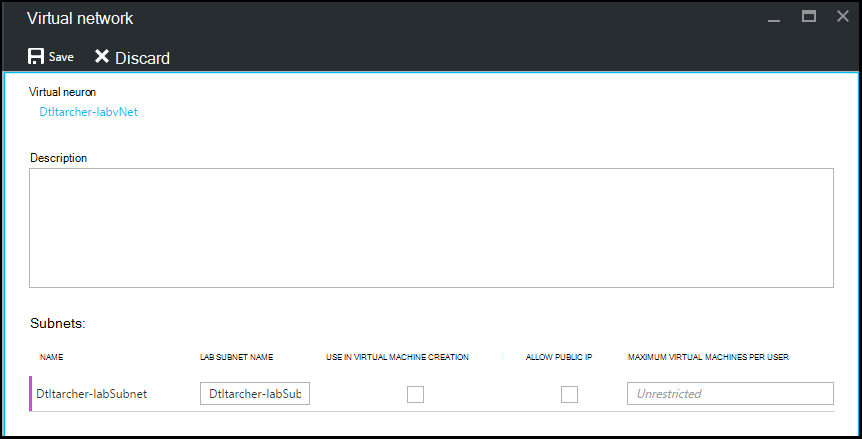 Virtual network
Save Discard
Virtual neuron
Dtltarcher-labvNet
Description
Subnets:
NAME LAB SUBNET NAME USE IN VIRTUAL MACHINE CREATION ALLOW PUBLIC IP MAXIMUM VIRTUAL MACHINES PER USER
Dtltarcher-labSubnet Dtltarcher-labSub Unrestricted